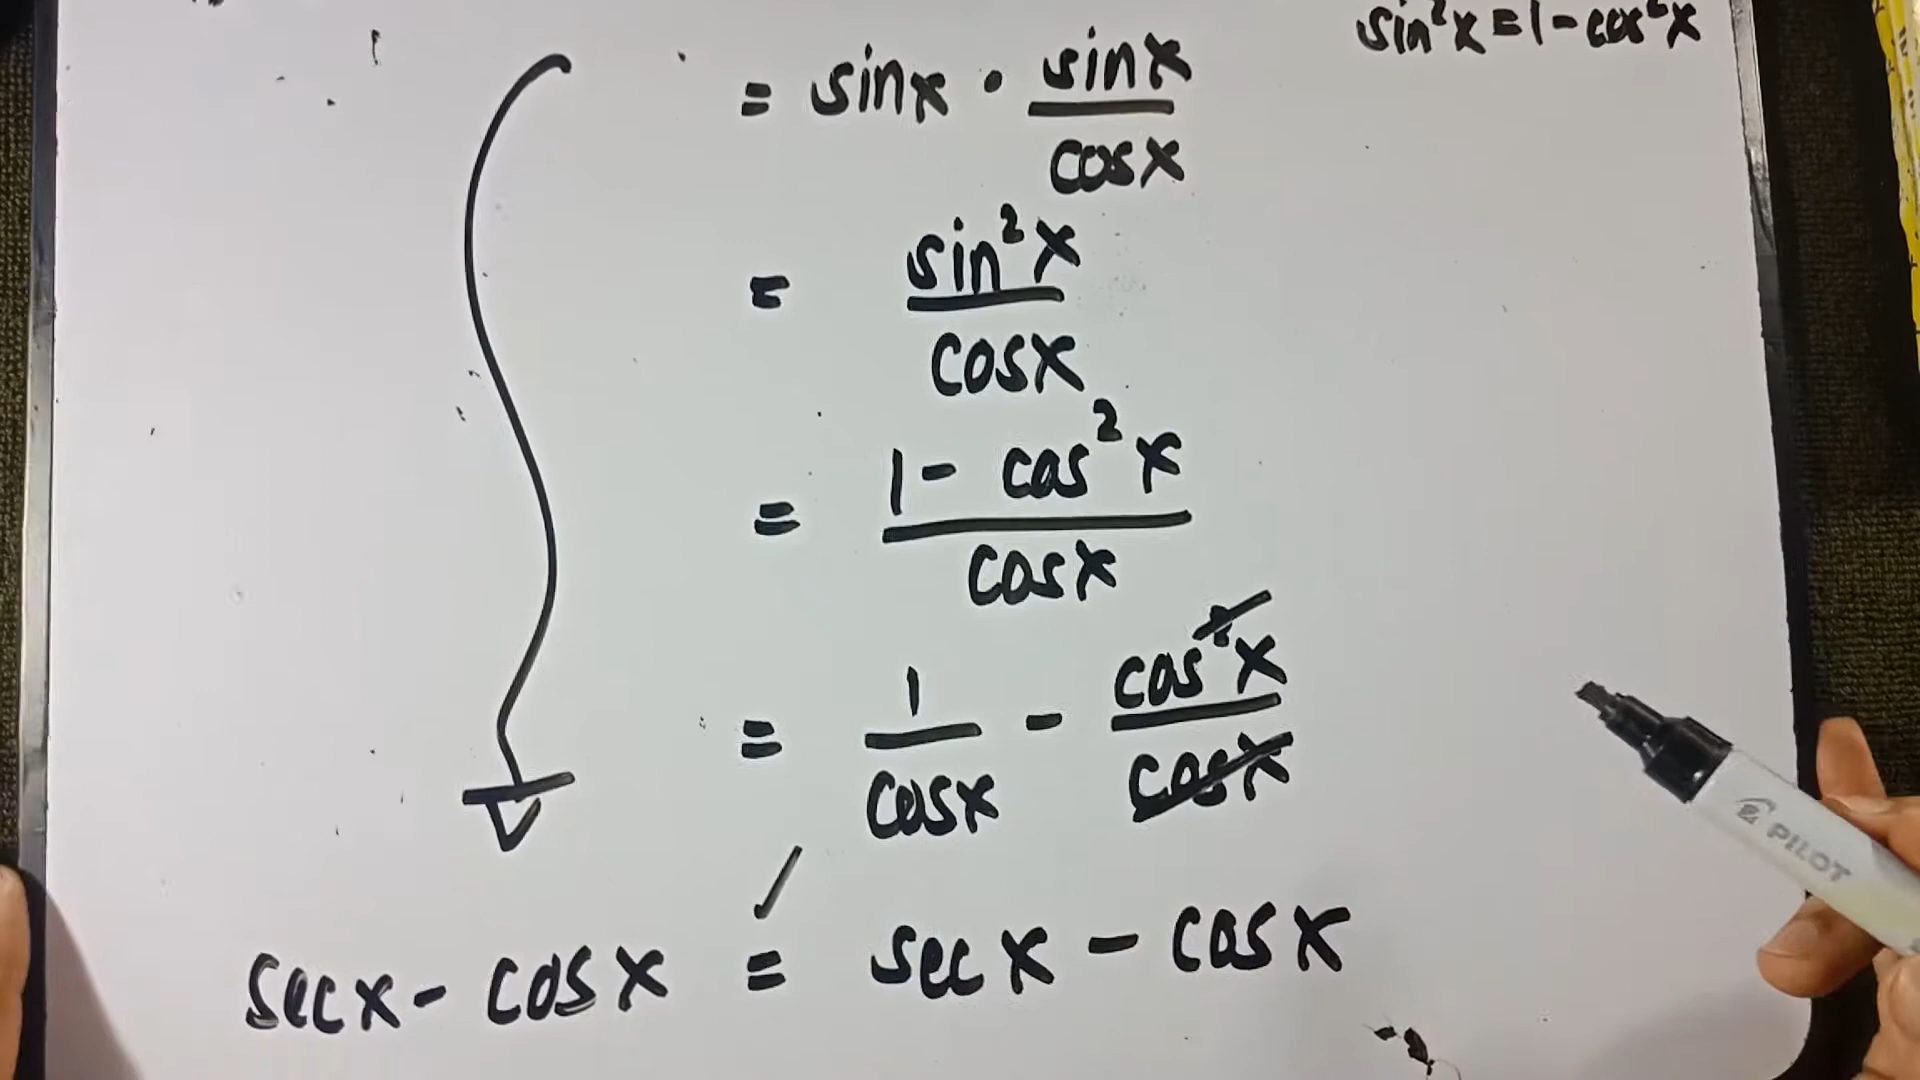 sin²x = 1 - cos²x
= sinx · sinx/cosx
= sin²x/cosx
= 1 - cos²x/cosx
= 1/cosx - cos²x/cosx
secx - cosx = secx - cosx
PILOT